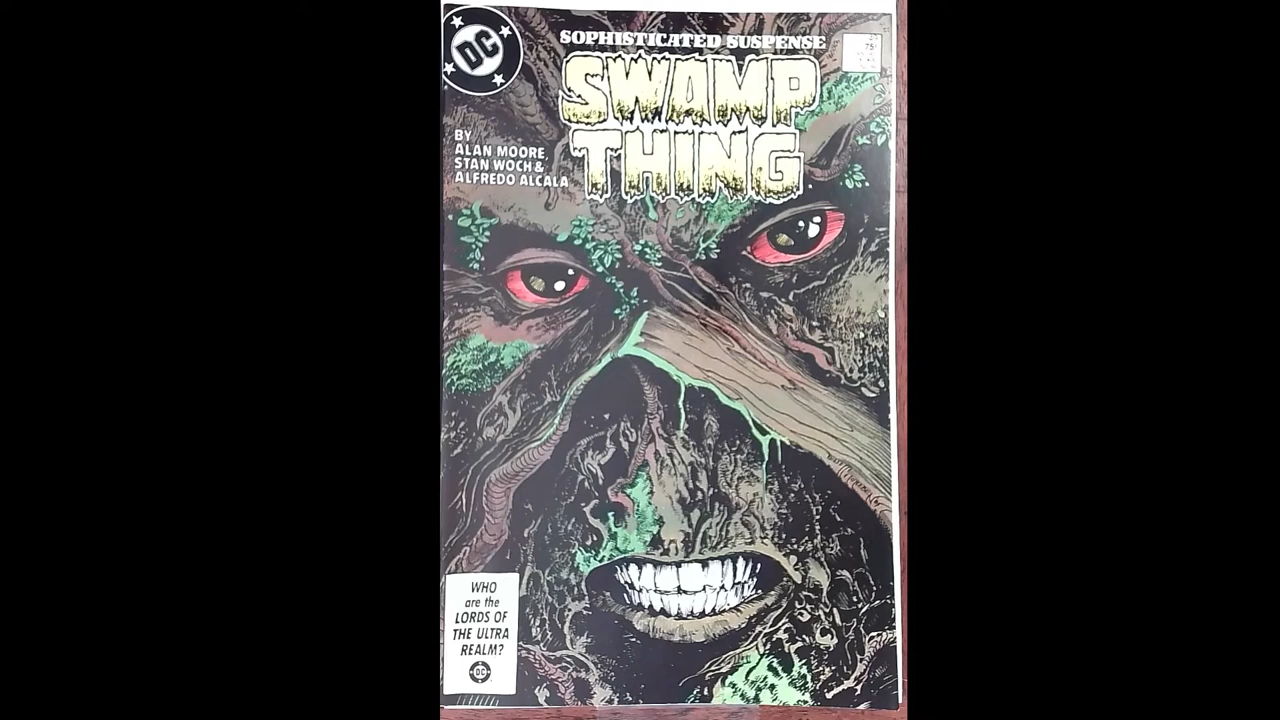 DC
SOPHISTICATED SUSPENSE
SWAMP
THING
75¢
BY
ALAN MOORE,
STAN WOCH &
ALFREDO ALCALA
WHO
are the
LORDS OF
THE ULTRA
REALM?
DC